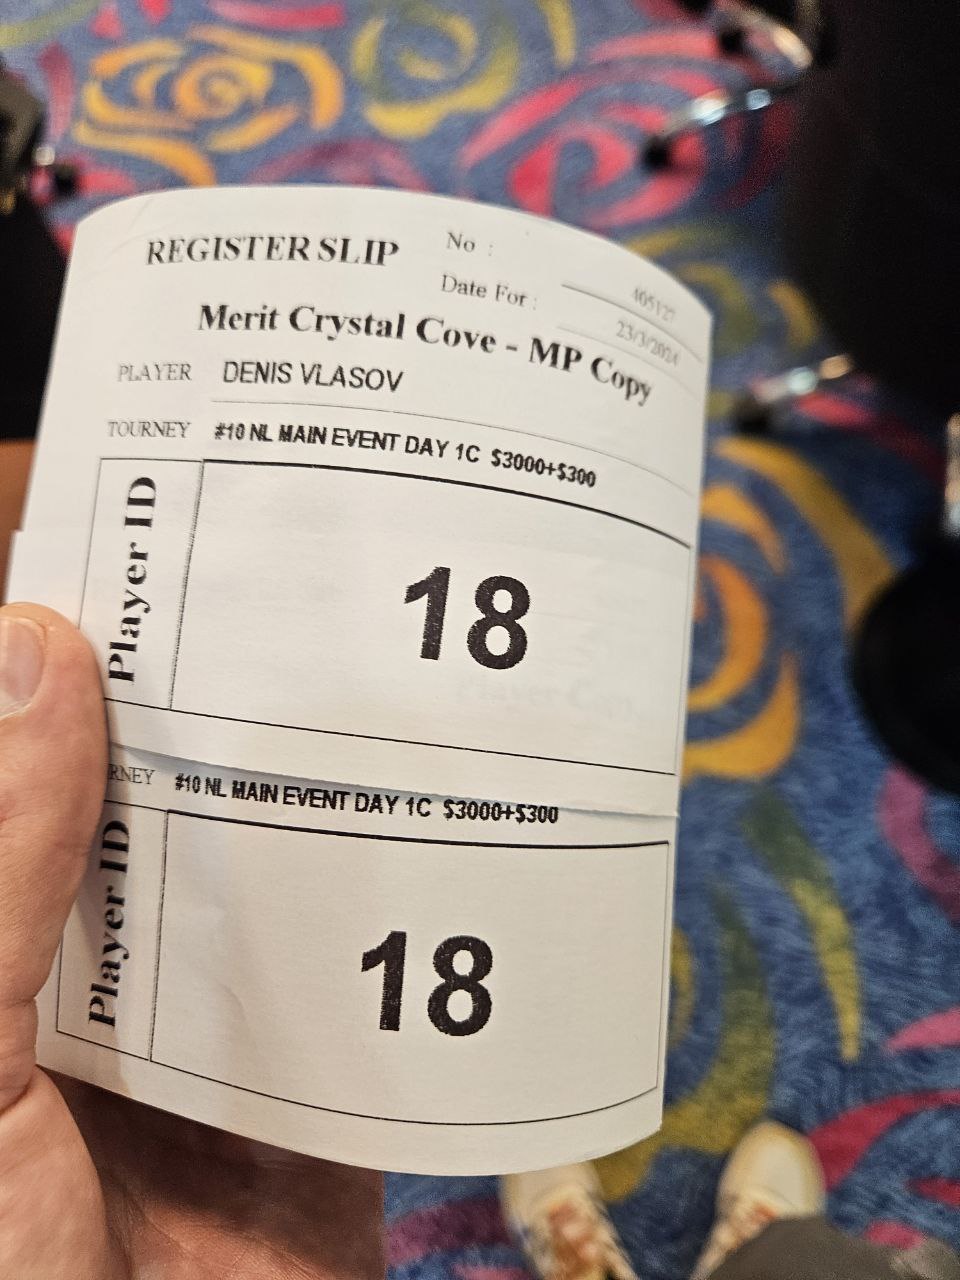 REGISTER SLIP
No :
405127
Date For :
23/3/2024
Merit Crystal Cove - MP Copy
PLAYER DENIS VLASOV
TOURNEY #10 NL MAIN EVENT DAY 1C $3000+$300
Player ID
18
RNEY #10 NL MAIN EVENT DAY 1C $3000+$300
Player ID
18